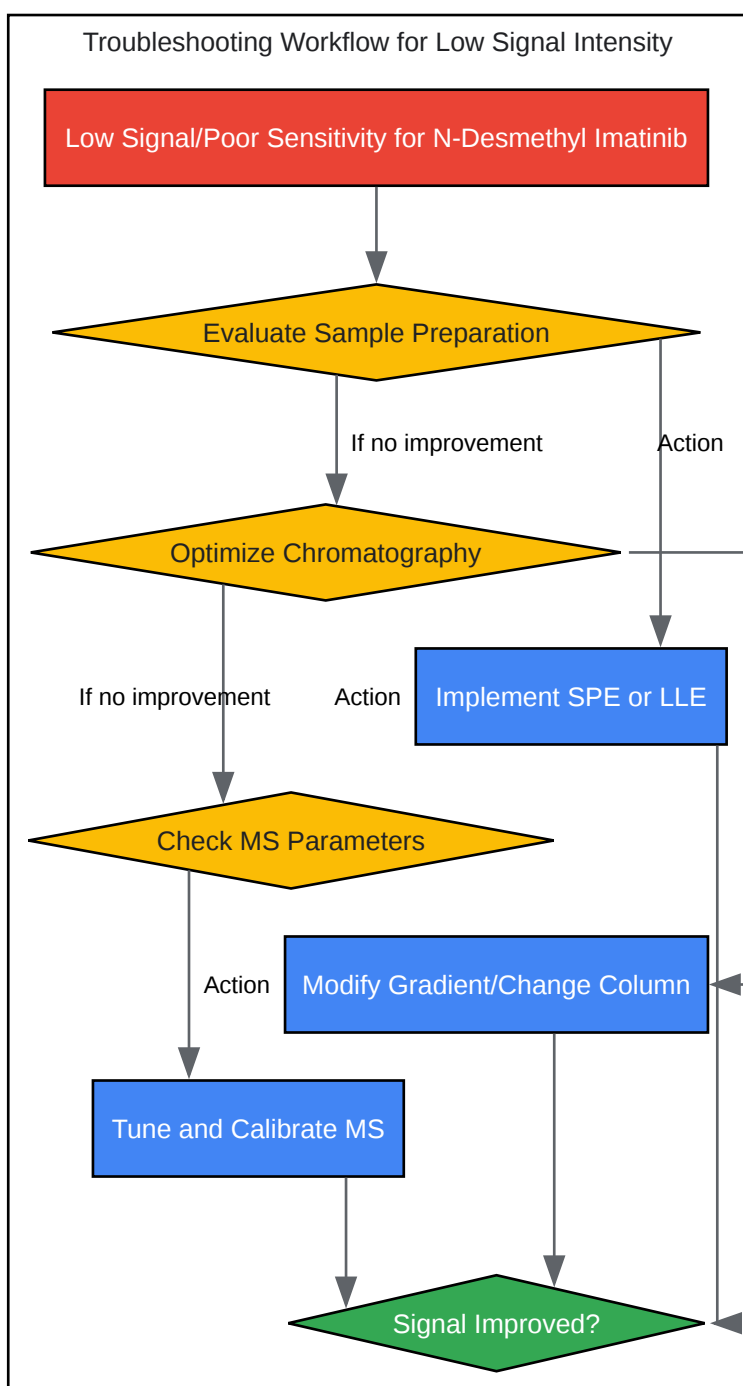 Troubleshooting Workflow for Low Signal Intensity
Low Signal/Poor Sensitivity for N-Desmethyl Imatinib
Evaluate Sample Preparation
If no improvement
Action
Optimize Chromatography
If no improvement
Action
Implement SPE or LLE
Check MS Parameters
Action
Modify Gradient/Change Column
Tune and Calibrate MS
Signal Improved?